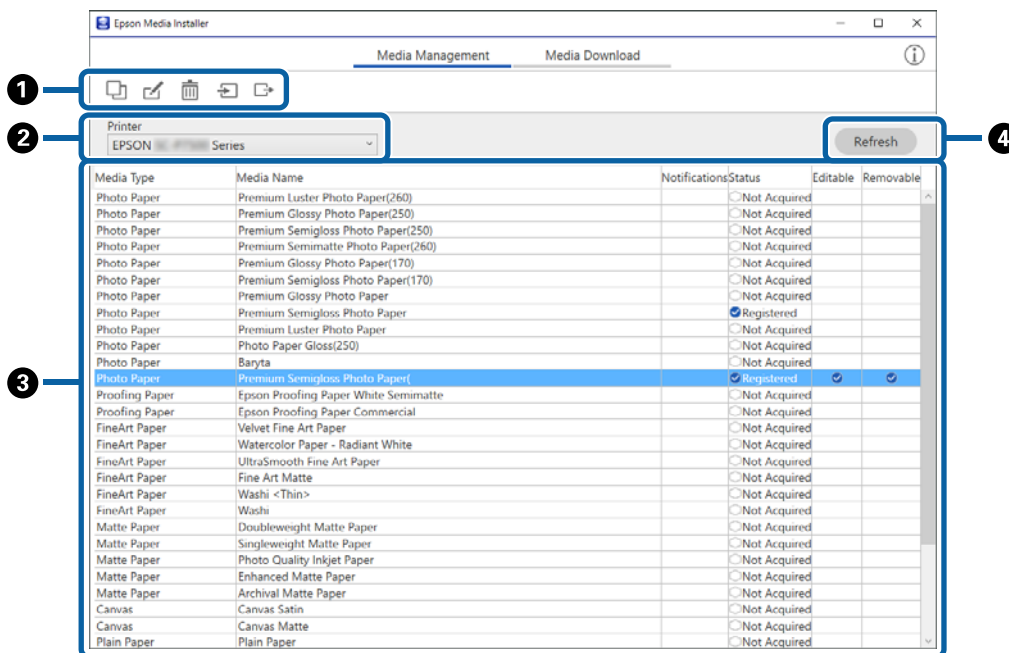 Epson Media Installer
Media Management Media Download
1
2
Printer
EPSON Series
Refresh
4
Media Type Media Name Notifications Status Editable Removable
Photo Paper Premium Luster Photo Paper(260) Not Acquired
Photo Paper Premium Glossy Photo Paper(250) Not Acquired
Photo Paper Premium Semigloss Photo Paper(250) Not Acquired
Photo Paper Premium Semimatte Photo Paper(260) Not Acquired
Photo Paper Premium Glossy Photo Paper(170) Not Acquired
Photo Paper Premium Semigloss Photo Paper(170) Not Acquired
Photo Paper Premium Glossy Photo Paper Not Acquired
Photo Paper Premium Semigloss Photo Paper Registered
Photo Paper Premium Luster Photo Paper Not Acquired
Photo Paper Photo Paper Gloss(250) Not Acquired
Photo Paper Baryta Not Acquired
3
Photo Paper Premium Semigloss Photo Paper( Registered
Proofing Paper Epson Proofing Paper White Semimatte Not Acquired
Proofing Paper Epson Proofing Paper Commercial Not Acquired
FineArt Paper Velvet Fine Art Paper Not Acquired
FineArt Paper Watercolor Paper - Radiant White Not Acquired
FineArt Paper UltraSmooth Fine Art Paper Not Acquired
FineArt Paper Fine Art Matte Not Acquired
FineArt Paper Washi <Thin> Not Acquired
FineArt Paper Washi Not Acquired
Matte Paper Doubleweight Matte Paper Not Acquired
Matte Paper Singleweight Matte Paper Not Acquired
Matte Paper Photo Quality Inkjet Paper Not Acquired
Matte Paper Enhanced Matte Paper Not Acquired
Matte Paper Archival Matte Paper Not Acquired
Canvas Canvas Satin Not Acquired
Canvas Canvas Matte Not Acquired
Plain Paper Plain Paper Not Acquired